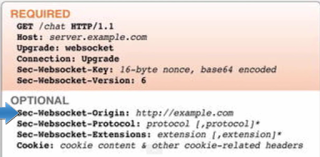 REQUIRED
GET /chat HTTP/1.1
Host: server.example.com
Upgrade: websocket
Connection: Upgrade
Sec-Websocket-Key: 16-byte nonce, base64 encoded
Sec-Websocket-Version: 6
OPTIONAL
Sec-Websocket-Origin: http://example.com
Sec-Websocket-Protocol: protocol [,protocol]*
Sec-Websocket-Extensions: extension [,extension]*
Cookie: cookie content & other cookie-related headers